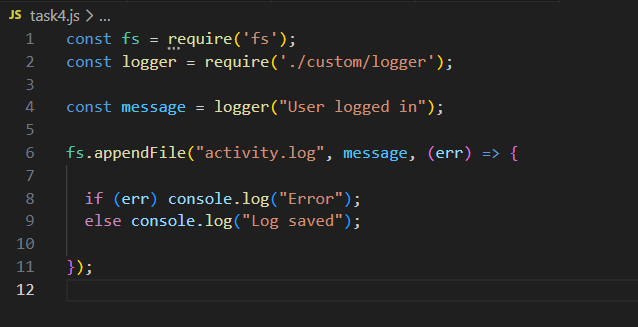 JS task4.js > ...
1 const fs = require('fs');
2 const logger = require('./custom/logger');
3
4 const message = logger("User logged in");
5
6 fs.appendFile("activity.log", message, (err) => {
7
8 if (err) console.log("Error");
9 else console.log("Log saved");
10
11 });
12